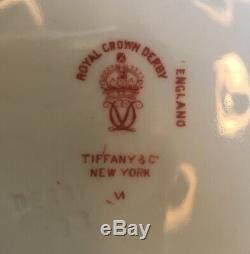 ROYAL CROWN DERBY
ENGLAND
TIFFANY & Cº
NEW YORK